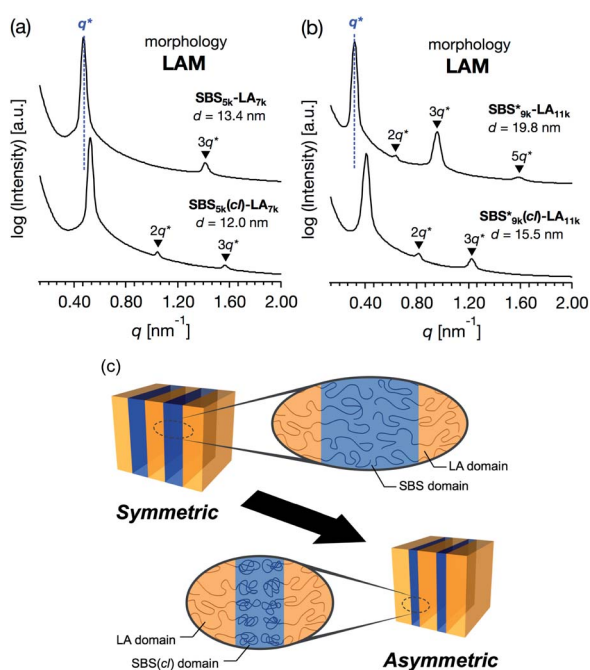 (a)
q*
morphology
LAM
SBS5k-LA7k
d = 13.4 nm
3q*
SBS5k(cl)-LA7k
d = 12.0 nm
2q*
3q*
log (Intensity) [a.u.]
0.40
0.80
1.20
1.60
2.00
q [nm⁻¹]
(b)
q*
morphology
LAM
SBS*9k-LA11k
d = 19.8 nm
2q*
3q*
5q*
SBS*9k(cl)-LA11k
d = 15.5 nm
2q*
3q*
log (Intensity) [a.u.]
0.40
0.80
1.20
1.60
2.00
q [nm⁻¹]
(c)
LA domain
SBS domain
Symmetric
LA domain
SBS(cl) domain
Asymmetric